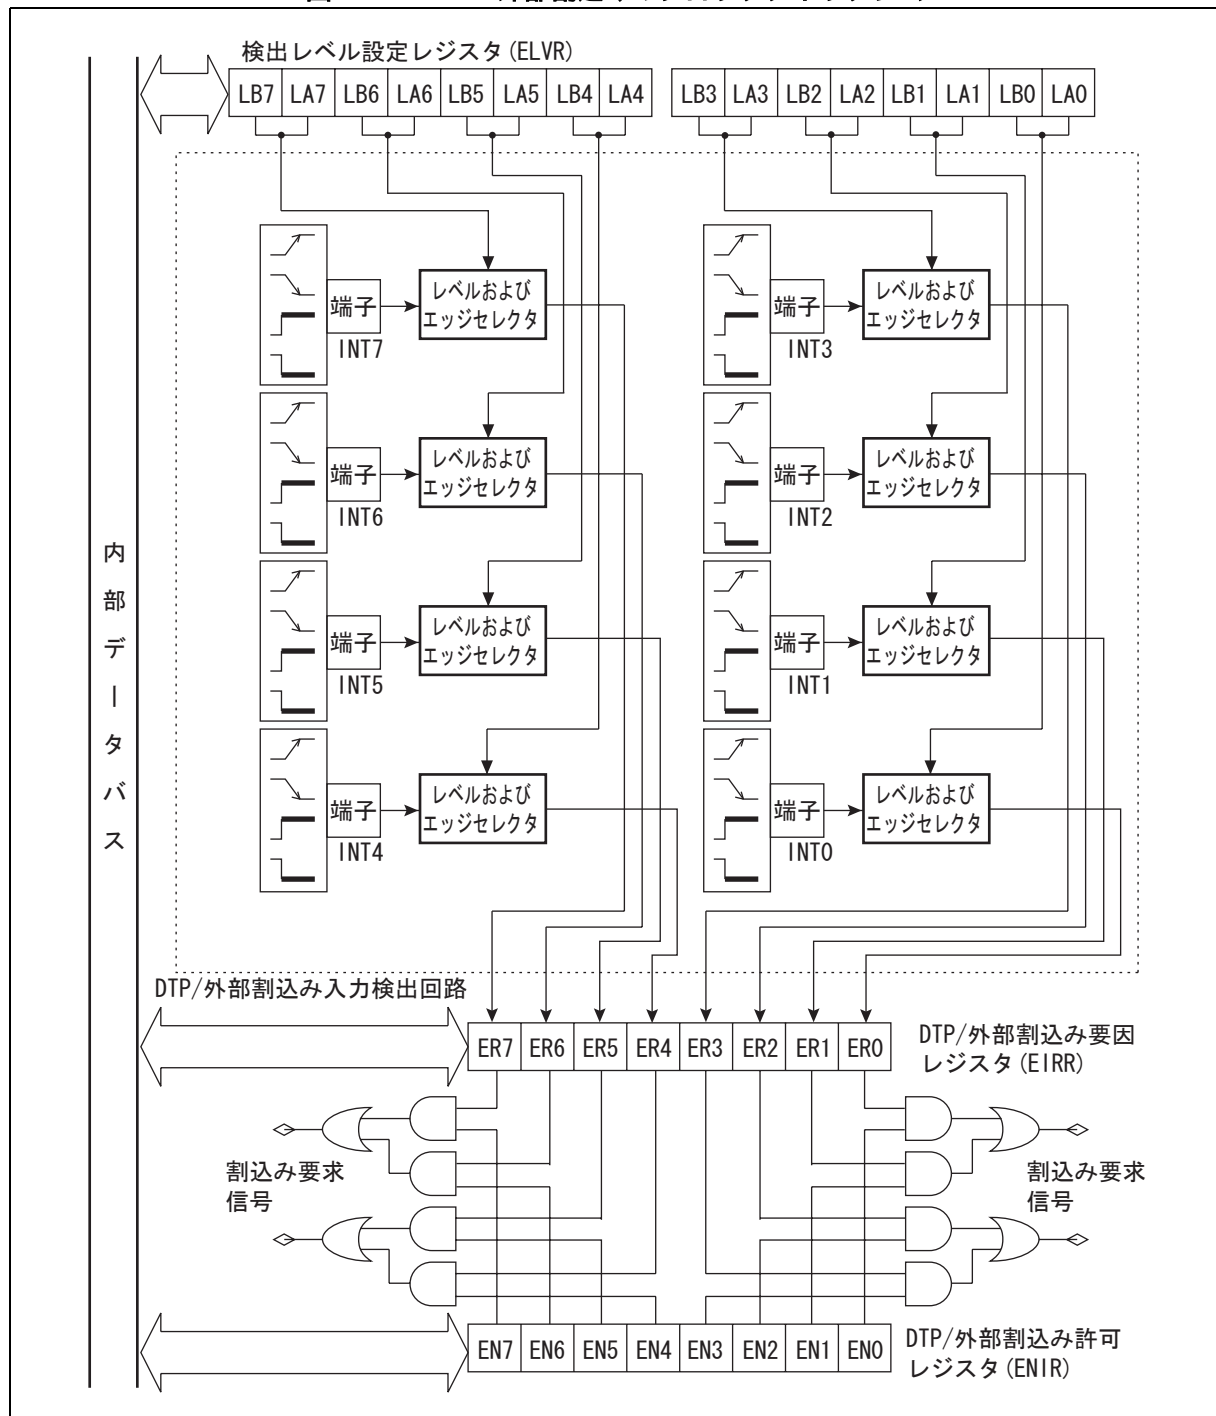 検出レベル設定レジスタ(ELVR)
LB7 LA7 LB6 LA6 LB5 LA5 LB4 LA4 LB3 LA3 LB2 LA2 LB1 LA1 LB0 LA0
端子 レベルおよび
エッジセレクタ
INT7
端子 レベルおよび
エッジセレクタ
INT3
端子 レベルおよび
エッジセレクタ
INT6
端子 レベルおよび
エッジセレクタ
INT2
端子 レベルおよび
エッジセレクタ
INT5
端子 レベルおよび
エッジセレクタ
INT1
端子 レベルおよび
エッジセレクタ
INT4
端子 レベルおよび
エッジセレクタ
INT0
内部データバス
DTP/外部割込み入力検出回路
ER7 ER6 ER5 ER4 ER3 ER2 ER1 ER0
DTP/外部割込み要因
レジスタ(EIRR)
割込み要求
信号
割込み要求
信号
EN7 EN6 EN5 EN4 EN3 EN2 EN1 EN0
DTP/外部割込み許可
レジスタ(ENIR)